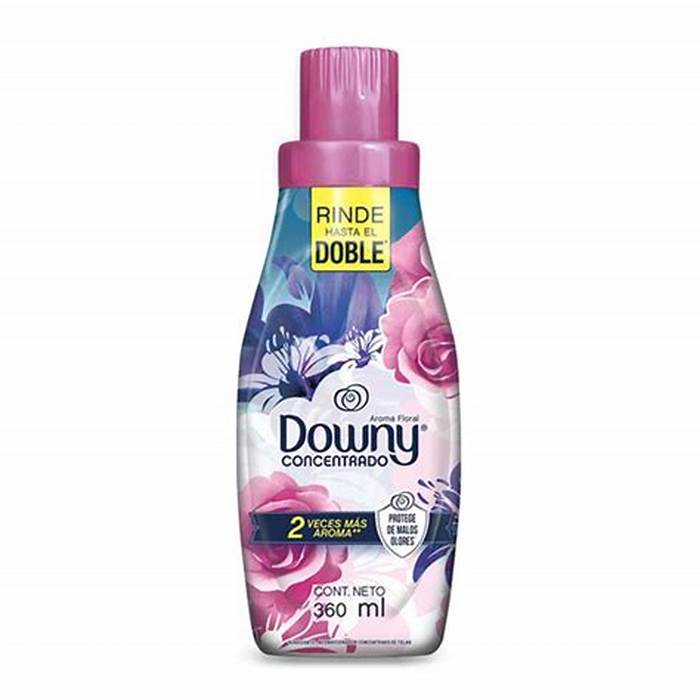 RINDE
HASTA EL
DOBLE*
Aroma Floral
Downy®
CONCENTRADO
2 VECES MÁS
AROMA**
PROTEGE
DE MALOS
OLORES*
CONT. NETO
360 ml